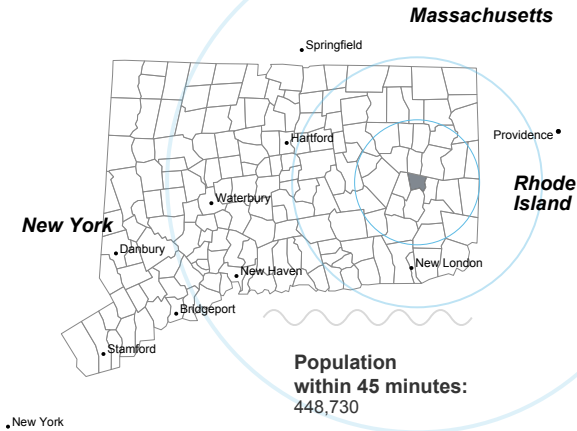 Massachusetts
Springfield
Hartford
Providence
Rhode
Island
Waterbury
New York
Danbury
New Haven
New London
Bridgeport
Stamford
Population
within 45 minutes:
448,730
New York